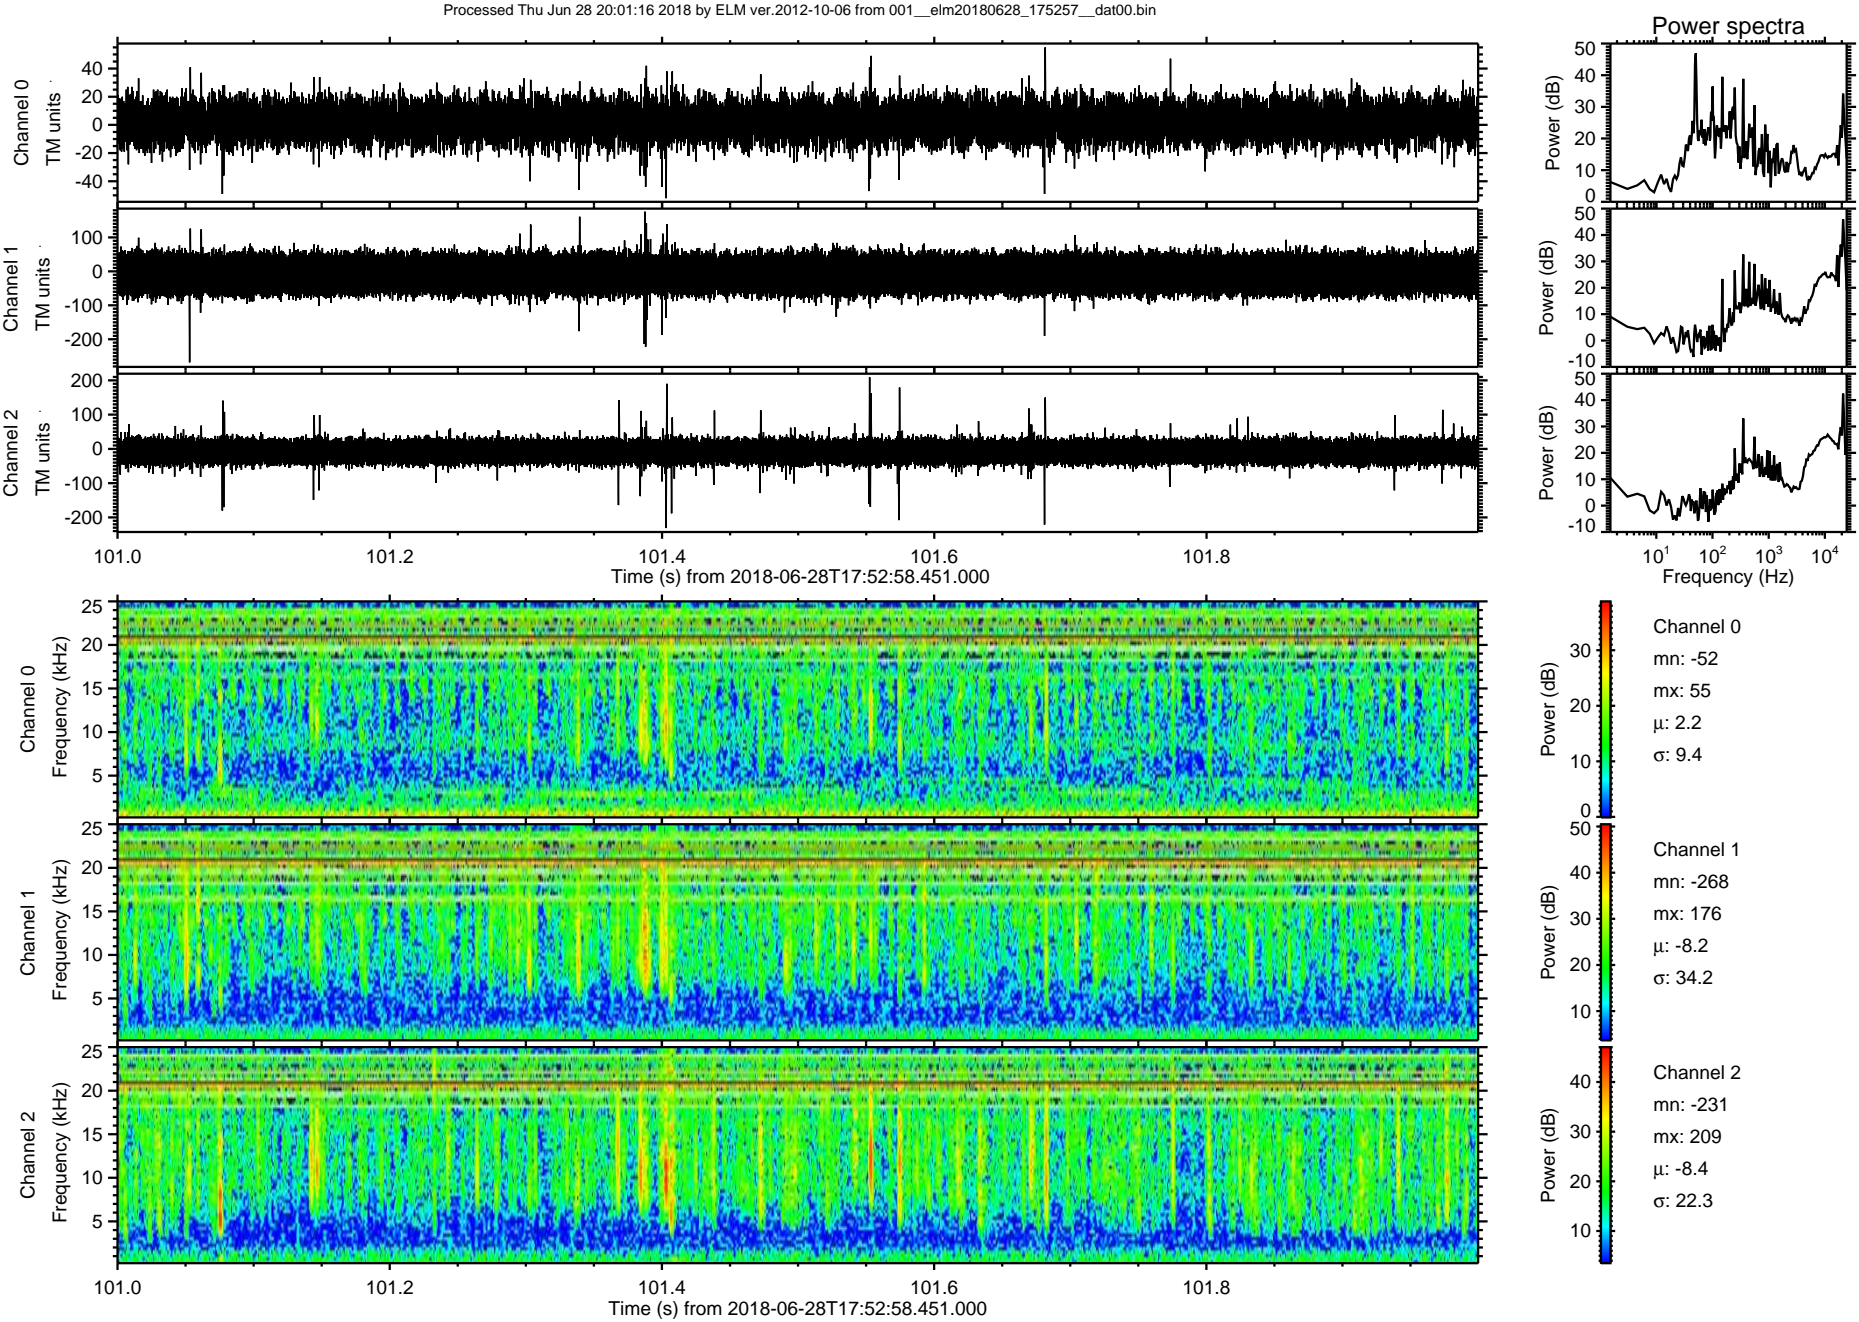 Processed Thu Jun 28 20:01:16 2018 by ELM ver.2012-10-06 from 001__elm20180628_175257__dat00.bin
Power spectra
Channel 0
TM units
40
20
0
-20
-40
Power (dB)
50
40
30
20
10
0
Channel 1
TM units
100
0
-100
-200
Power (dB)
50
40
30
20
10
0
-10
Channel 2
TM units
200
100
0
-100
-200
Power (dB)
50
40
30
20
10
0
-10
101.0 101.2 101.4 101.6 101.8
Time (s) from 2018-06-28T17:52:58.451.000
10¹ 10² 10³ 10⁴
Frequency (Hz)
Channel 0
Frequency (kHz)
25
20
15
10
5
Power (dB)
30
20
10
0
Channel 0
mn: -52
mx: 55
μ: 2.2
σ: 9.4
Channel 1
Frequency (kHz)
25
20
15
10
5
Power (dB)
50
40
30
20
10
Channel 1
mn: -268
mx: 176
μ: -8.2
σ: 34.2
Channel 2
Frequency (kHz)
25
20
15
10
5
Power (dB)
40
30
20
10
Channel 2
mn: -231
mx: 209
μ: -8.4
σ: 22.3
101.0 101.2 101.4 101.6 101.8
Time (s) from 2018-06-28T17:52:58.451.000